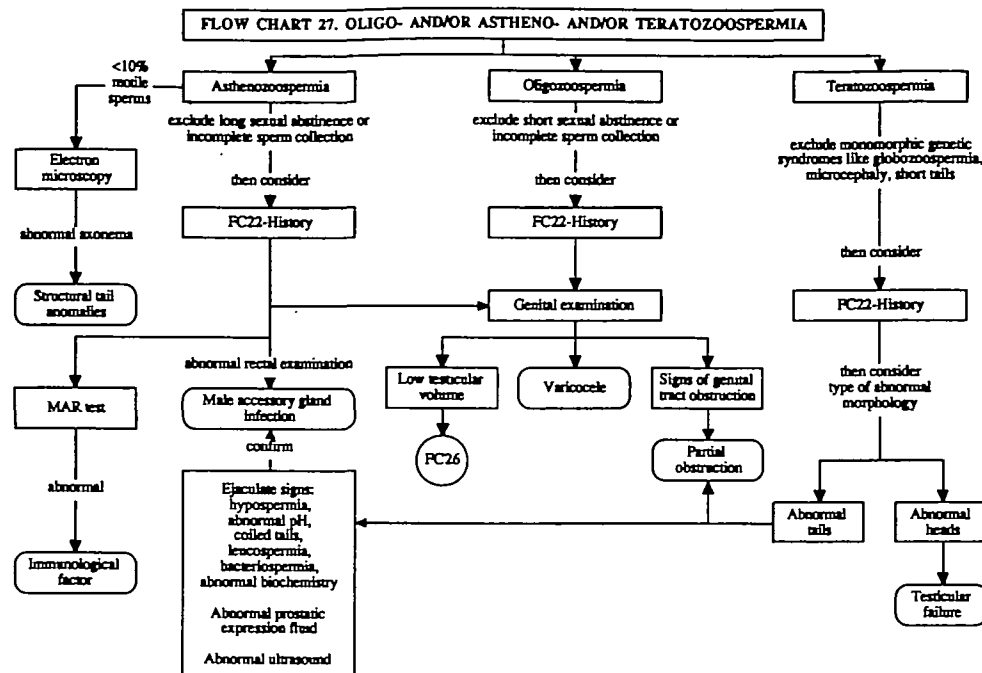 FLOW CHART 27. OLIGO- AND/OR ASTHENO- AND/OR TERATOZOOSPERMIA
<10%
motile
sperms
Asthenozoospermia
Oligozoospermia
Teratozoospermia
exclude long sexual abstinence or
incomplete sperm collection
exclude short sexual abstinence or
incomplete sperm collection
exclude monomorphic genetic
syndromes like globozoospermia,
microcephaly, short tails
Electron
microscopy
then consider
then consider
then consider
FC22-History
FC22-History
FC22-History
abnormal axonema
Structural tail
anomalies
Genital examination
abnormal rectal examination
MAR test
Male accessory gland
infection
Low testicular
volume
Varicocele
Signs of genital
tract obstruction
then consider
type of abnormal
morphology
confirm
FC26
Partial
obstruction
abnormal
Immunological
factor
Ejaculate signs:
hypospermia,
abnormal pH,
coiled tails,
leucospermia,
bacteriospermia,
abnormal biochemistry
Abnormal prostatic
expression fluid
Abnormal ultrasound
Abnormal
tails
Abnormal
heads
Testicular
failure